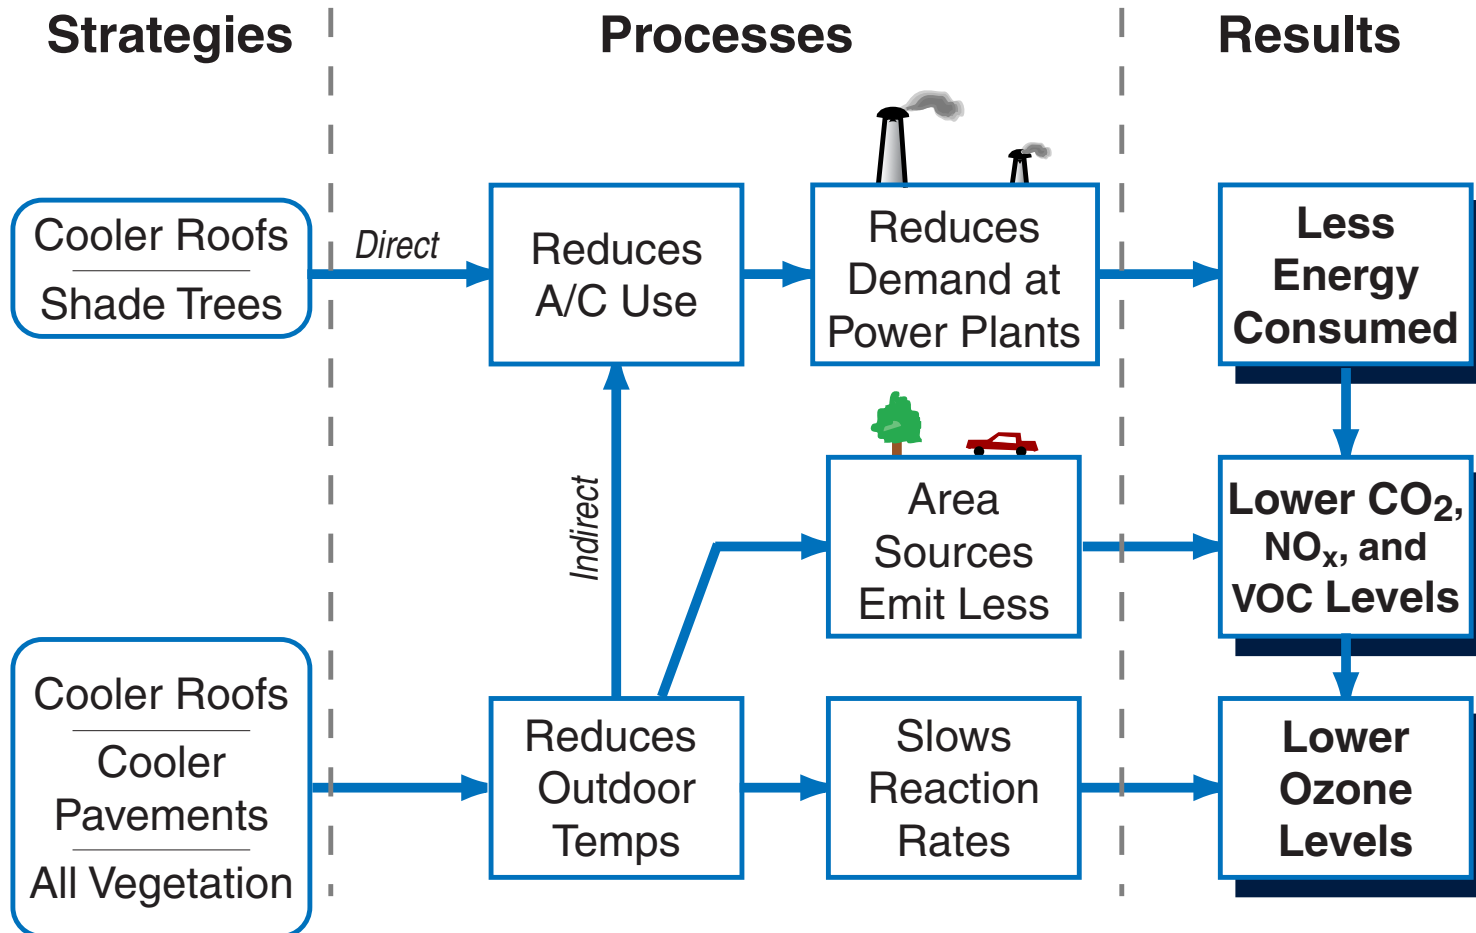 Strategies
Processes
Results
Cooler Roofs
Shade Trees
Direct
Reduces
A/C Use
Reduces
Demand at
Power Plants
Less
Energy
Consumed
Indirect
Area
Sources
Emit Less
Lower CO₂,
NOₓ, and
VOC Levels
Cooler Roofs
Cooler
Pavements
All Vegetation
Reduces
Outdoor
Temps
Slows
Reaction
Rates
Lower
Ozone
Levels